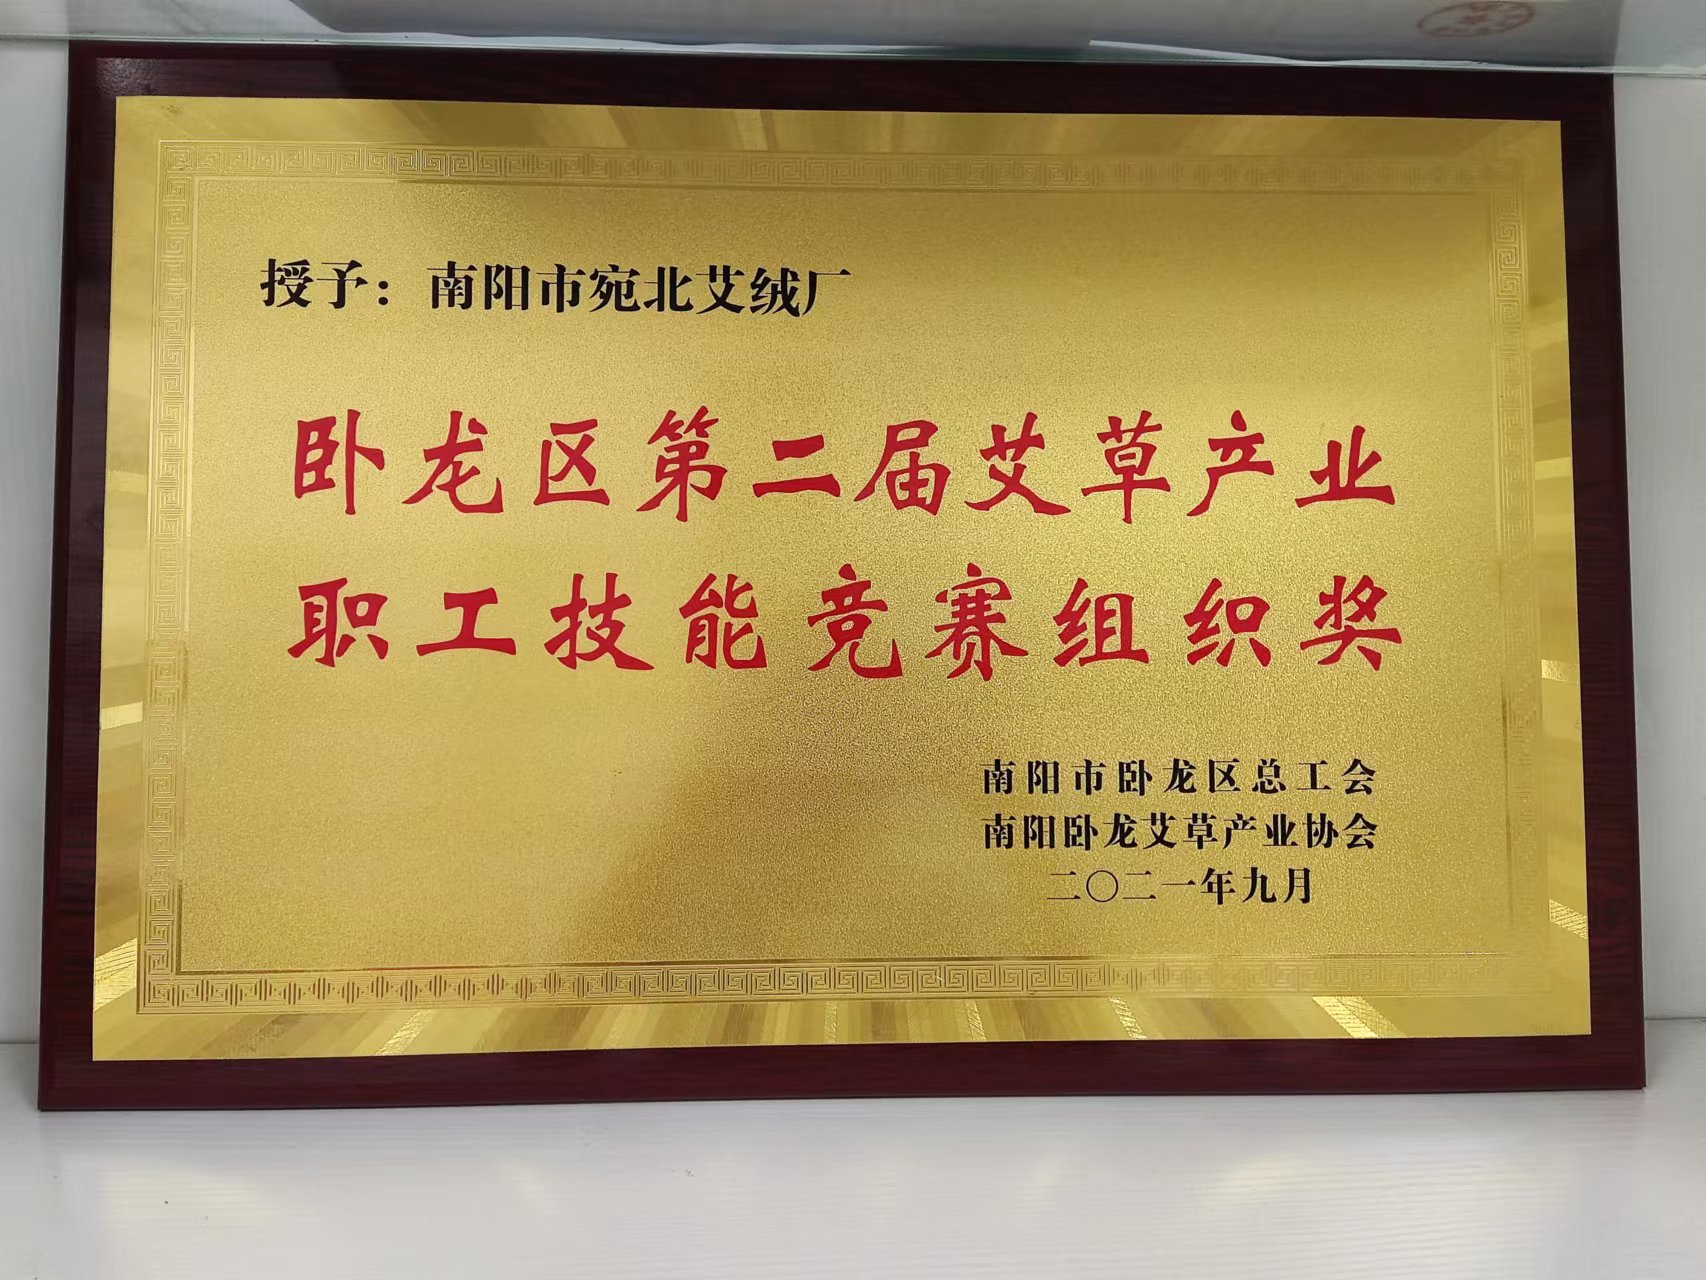 授予：南阳市宛北艾绒厂
卧龙区第二届艾草产业
职工技能竞赛组织奖
南阳市卧龙区总工会
南阳卧龙艾草产业协会
二〇二一年九月